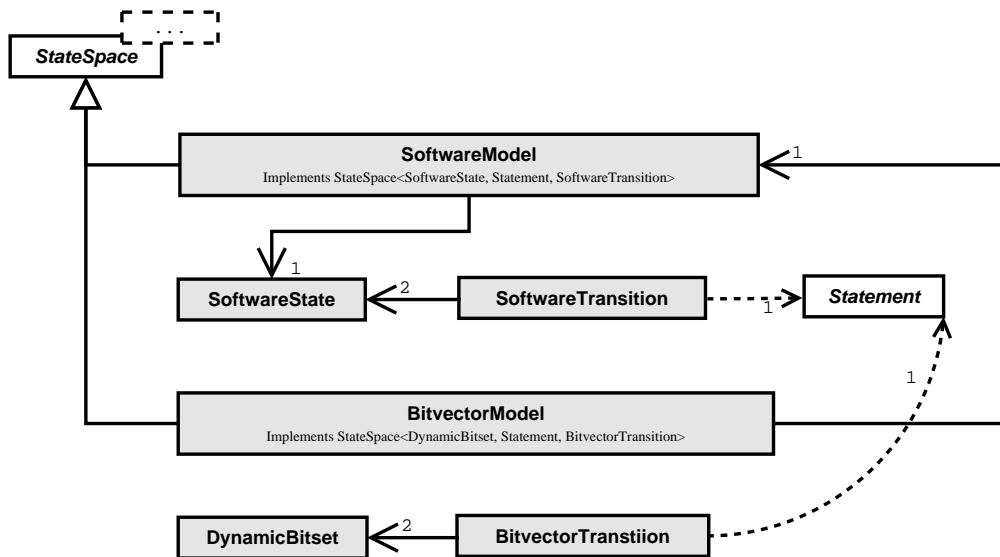 . . .
StateSpace
SoftwareModel
Implements StateSpace<SoftwareState, Statement, SoftwareTransition>
1
1
SoftwareState
2
SoftwareTransition
1
Statement
1
BitvectorModel
Implements StateSpace<DynamicBitset, Statement, BitvectorTransition>
DynamicBitset
2
BitvectorTranstiion